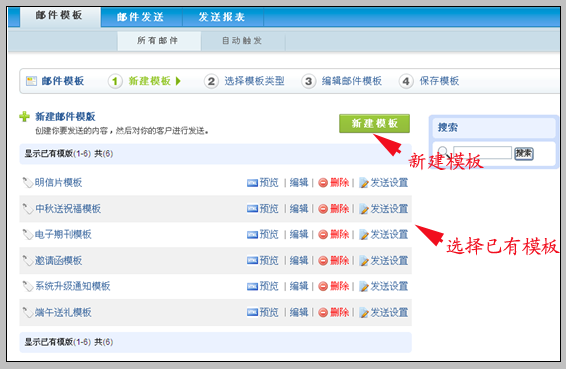 邮件模板 邮件发送 发送报表
所有邮件 自动触发
邮件模板 1 新建模板 2 选择模板类型 3 编辑邮件模板 4 保存模板
新建邮件模版
创建你要发送的内容，然后对你的客户进行发送。
新建模板
搜索
搜索
显示已有模版(1-6) 共(6)
新建模板
明信片模板 预览 | 编辑 | 删除 | 发送设置
中秋送祝福模板 预览 | 编辑 | 删除 | 发送设置
电子期刊模板 预览 | 编辑 | 删除 | 发送设置
选择已有模板
邀请函模板 预览 | 编辑 | 删除 | 发送设置
系统升级通知模板 预览 | 编辑 | 删除 | 发送设置
端午送礼模板 预览 | 编辑 | 删除 | 发送设置
显示已有模版(1-6) 共(6)